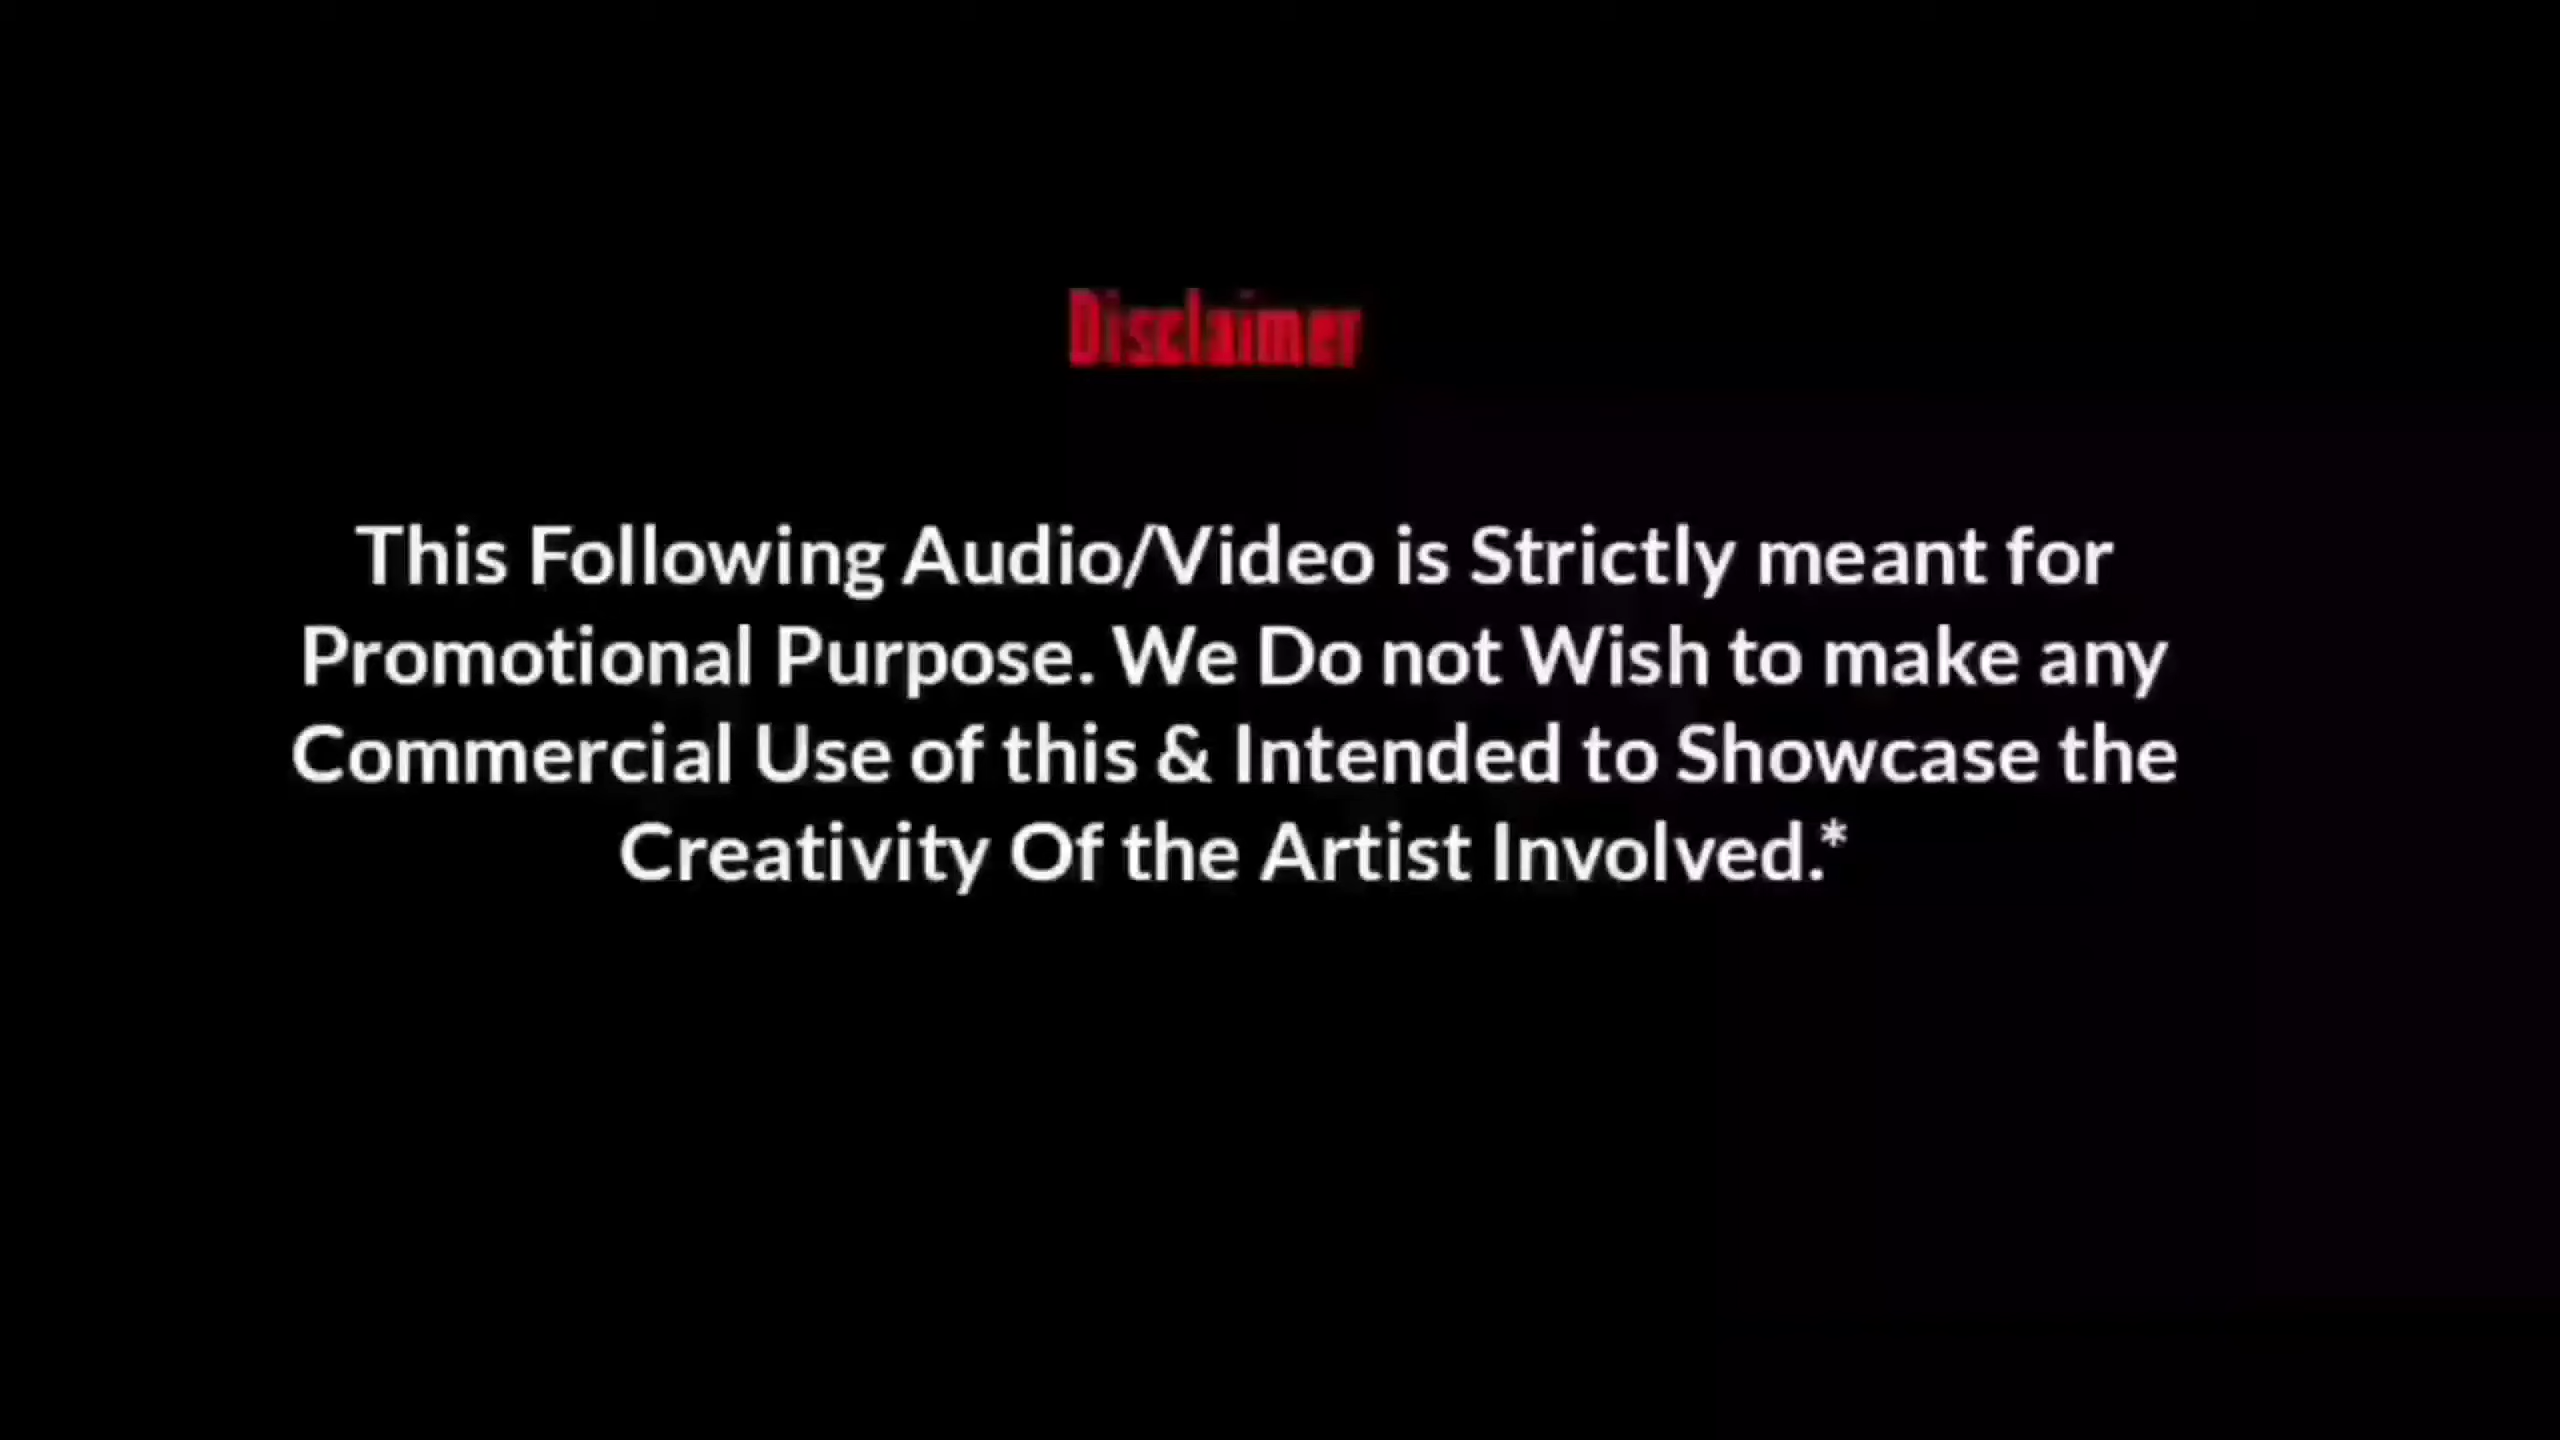 Disclaimer
This Following Audio/Video is Strictly meant for
Promotional Purpose. We Do not Wish to make any
Commercial Use of this & Intended to Showcase the
Creativity Of the Artist Involved.*